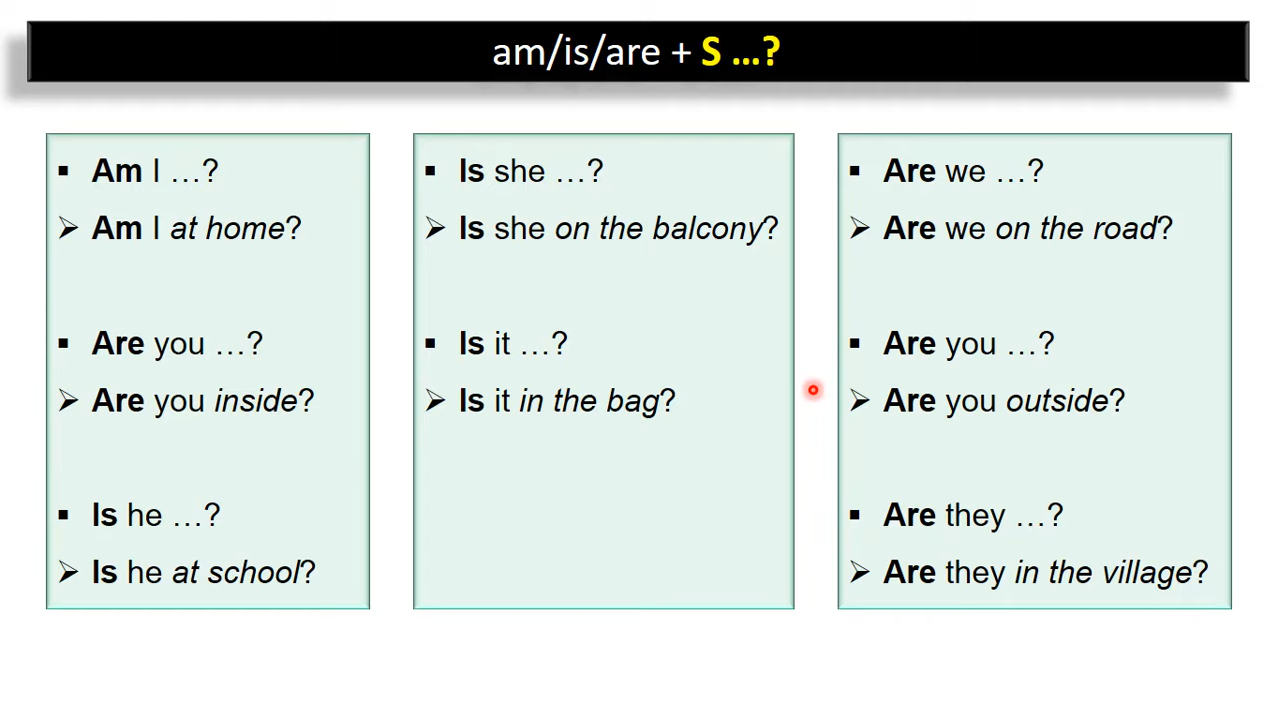 am/is/are + S ...?
▪ Am I …?
➢ Am I at home?
▪ Are you …?
➢ Are you inside?
▪ Is he …?
➢ Is he at school?
▪ Is she …?
➢ Is she on the balcony?
▪ Is it …?
➢ Is it in the bag?
▪ Are we …?
➢ Are we on the road?
▪ Are you …?
➢ Are you outside?
▪ Are they …?
➢ Are they in the village?